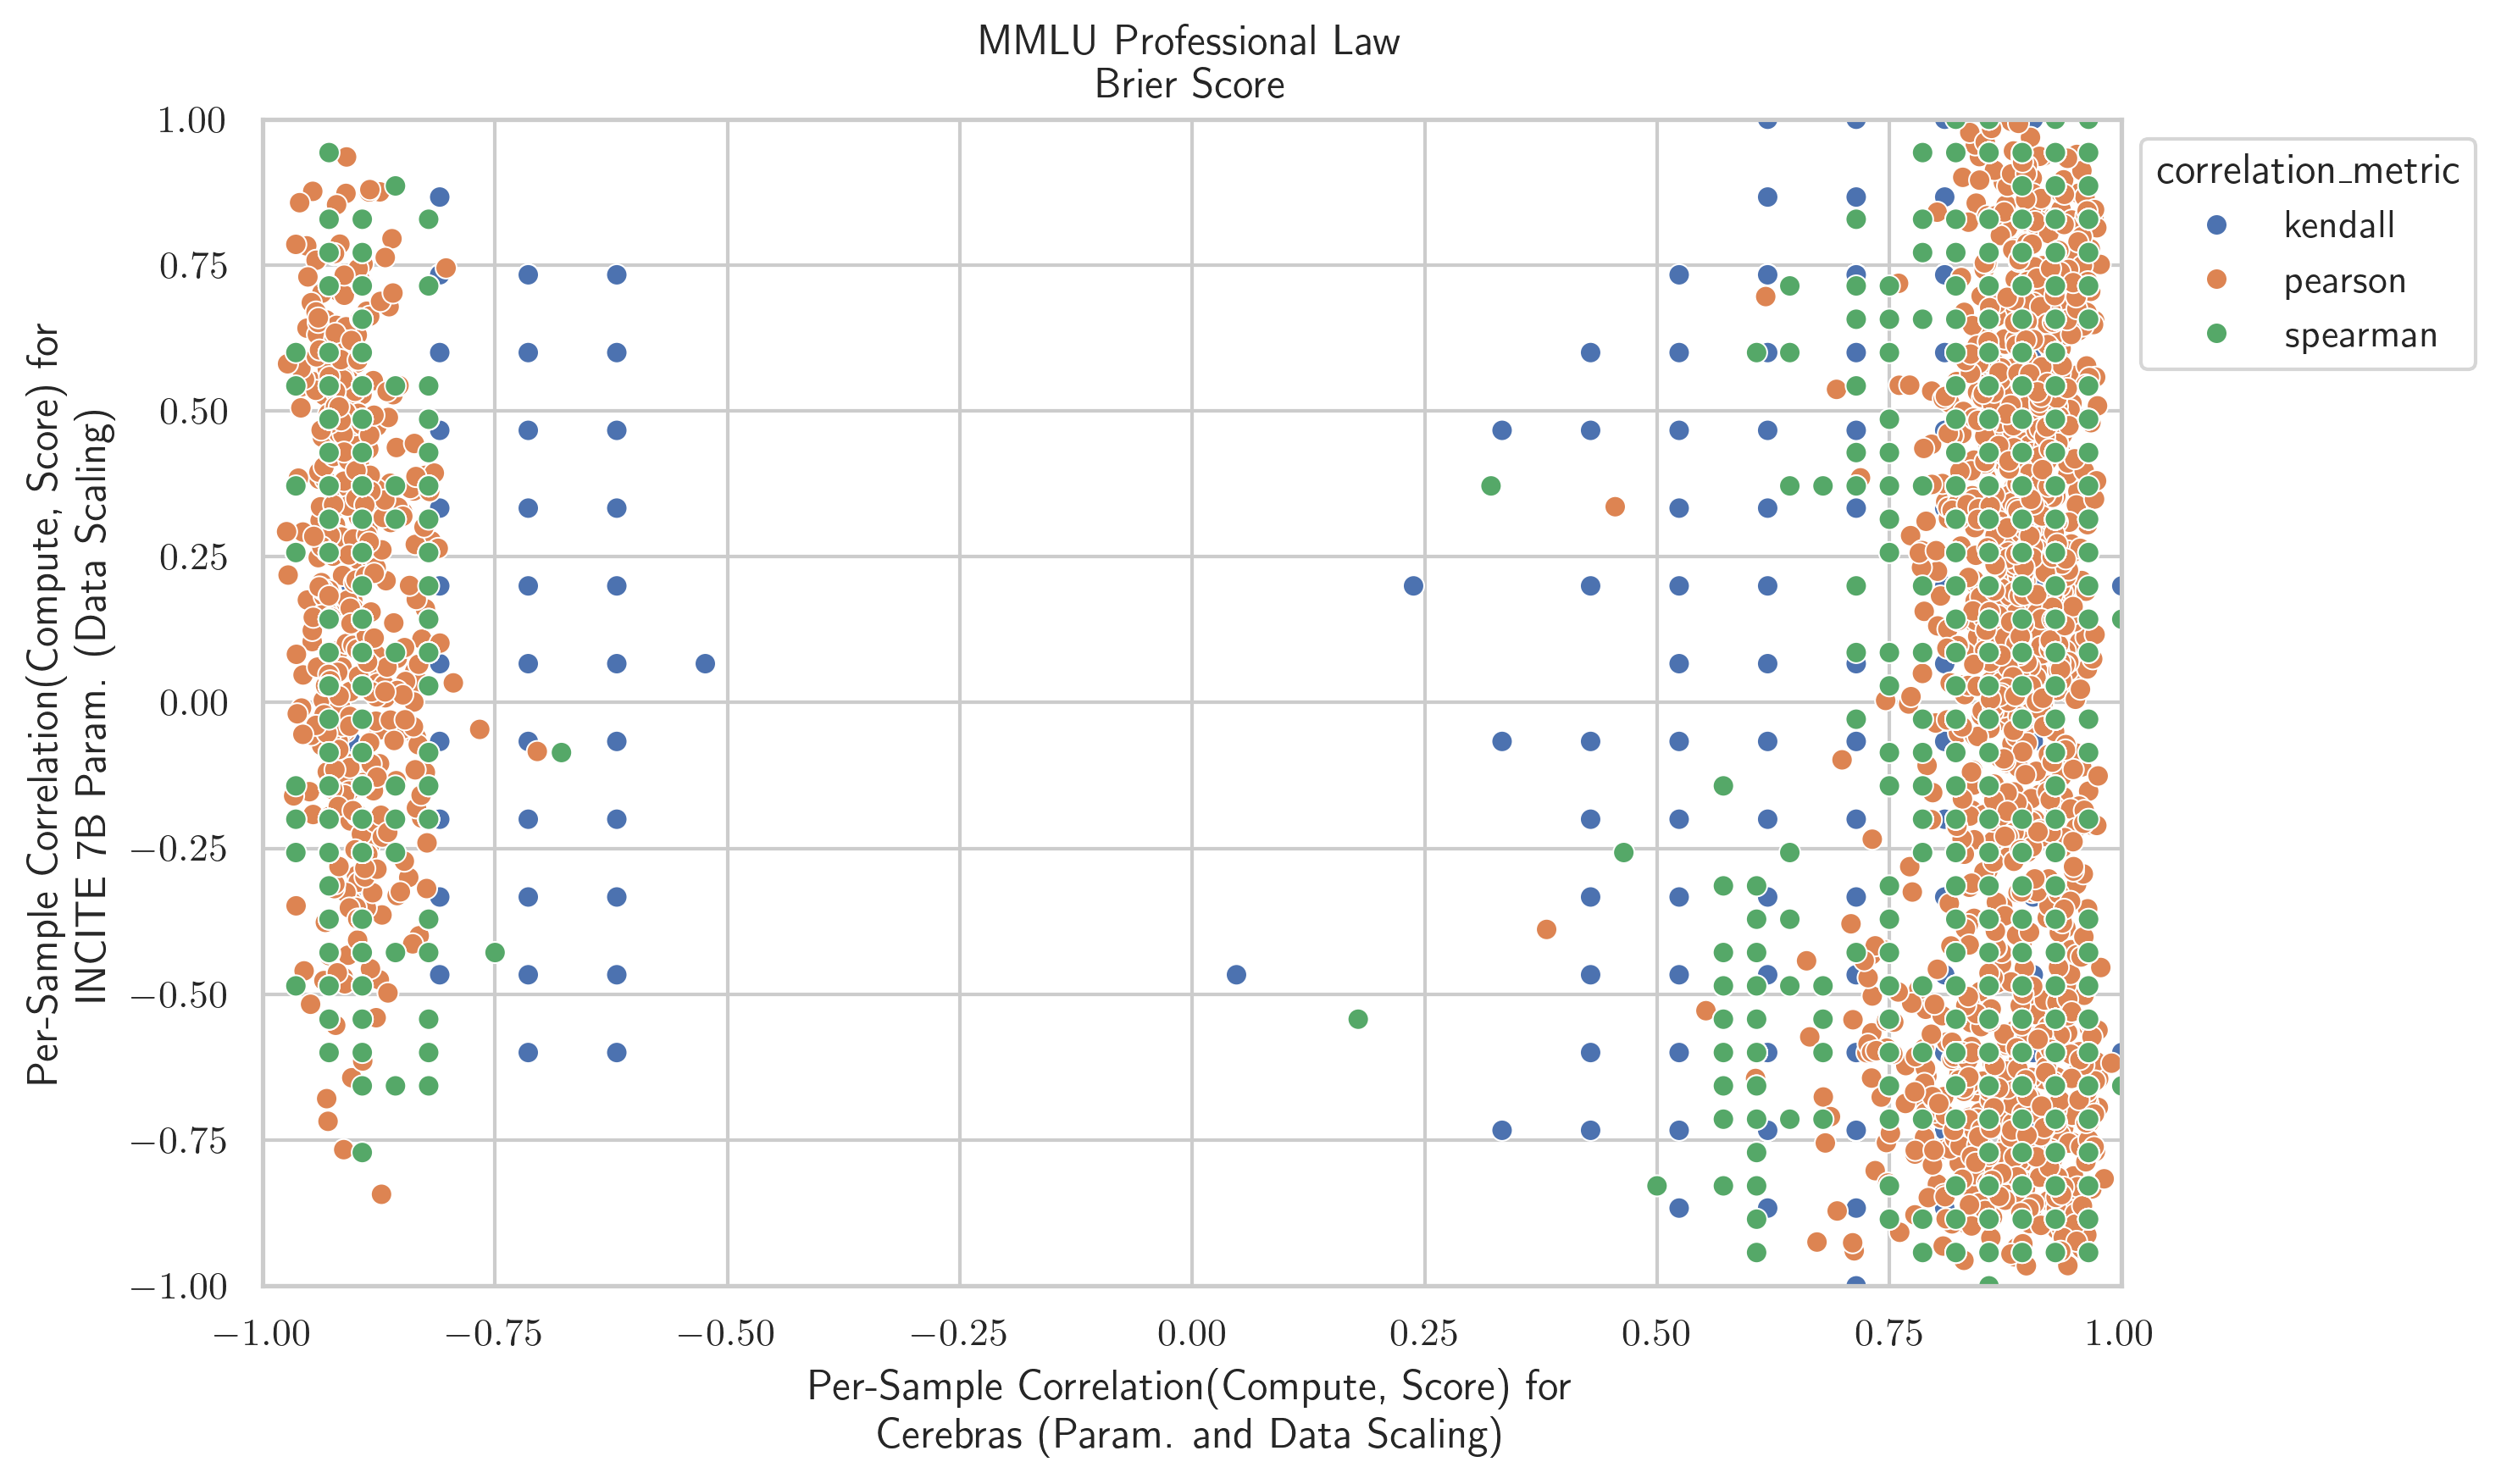 MMLU Professional Law
Brier Score
Per-Sample Correlation(Compute, Score) for
INCITE 7B Param. (Data Scaling)
1.00
0.75
0.50
0.25
0.00
−0.25
−0.50
−0.75
−1.00
−1.00 −0.75 −0.50 −0.25 0.00 0.25 0.50 0.75 1.00
Per-Sample Correlation(Compute, Score) for
Cerebras (Param. and Data Scaling)
correlation_metric
kendall
pearson
spearman